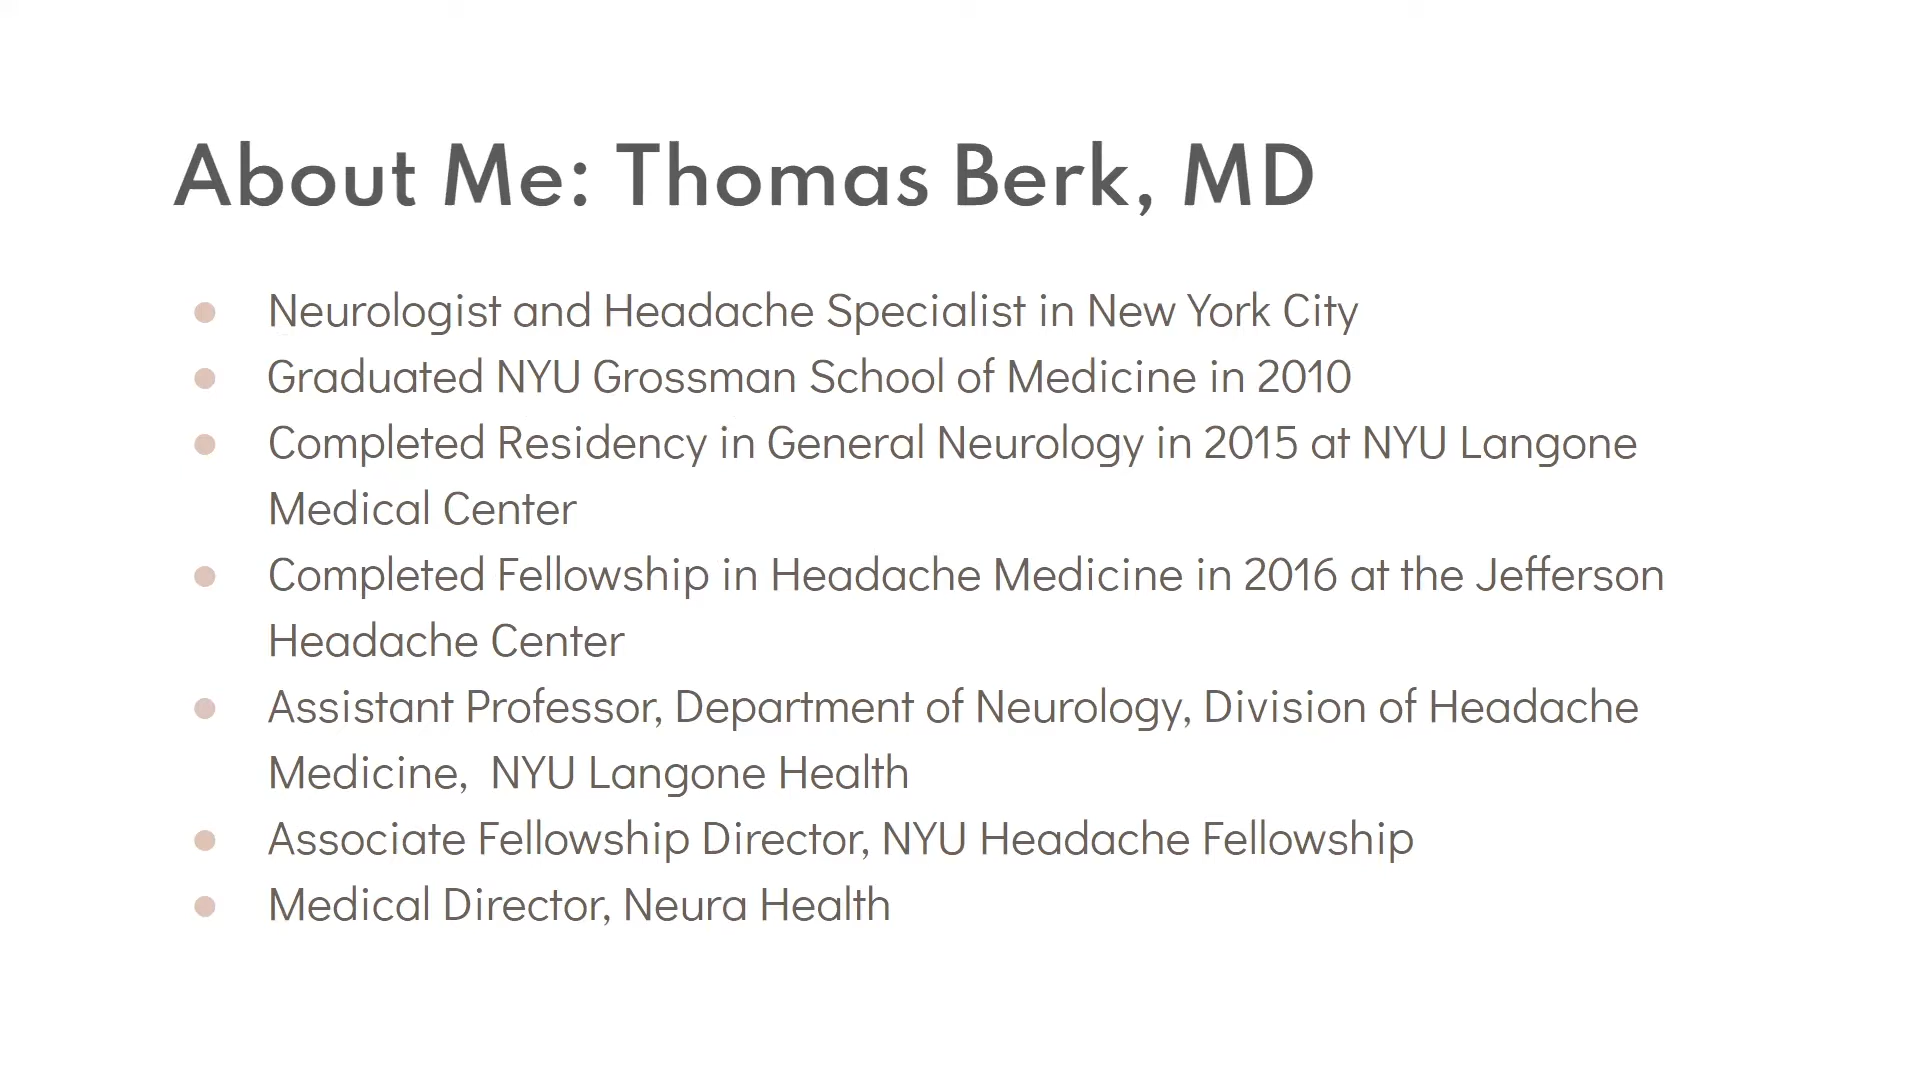 About Me: Thomas Berk, MD
● Neurologist and Headache Specialist in New York City
● Graduated NYU Grossman School of Medicine in 2010
● Completed Residency in General Neurology in 2015 at NYU Langone
Medical Center
● Completed Fellowship in Headache Medicine in 2016 at the Jefferson
Headache Center
● Assistant Professor, Department of Neurology, Division of Headache
Medicine,  NYU Langone Health
● Associate Fellowship Director, NYU Headache Fellowship
● Medical Director, Neura Health